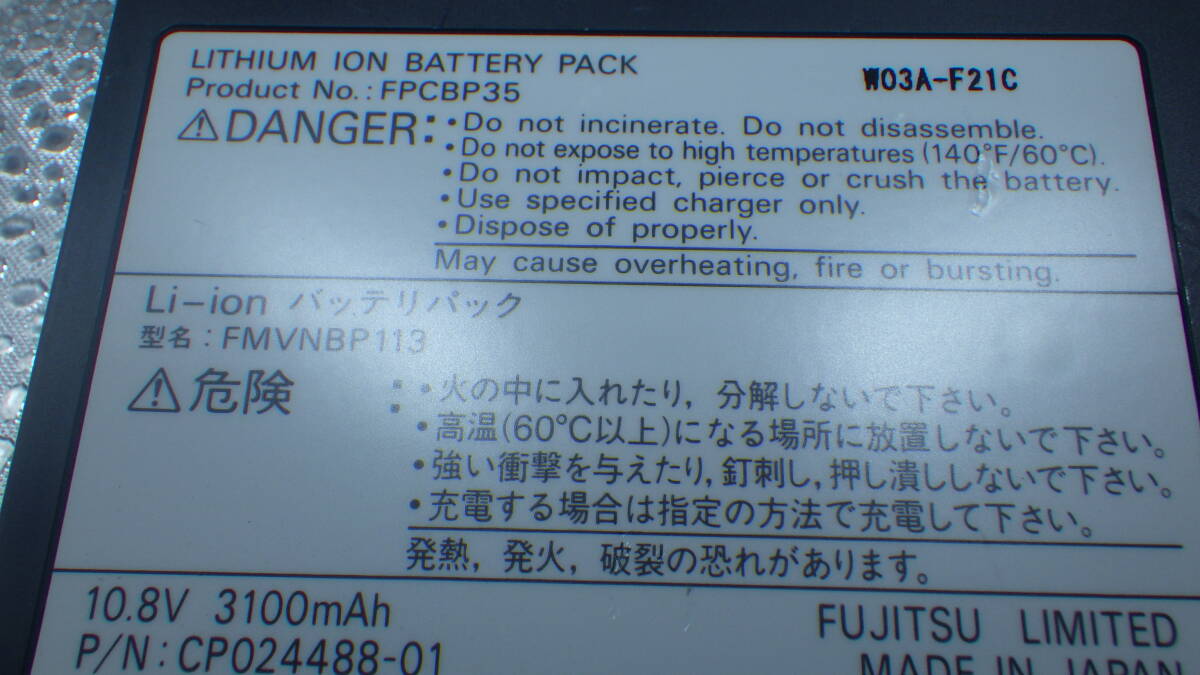 LITHIUM ION BATTERY PACK
W03A-F21C
Product No.: FPCBP35
⚠DANGER: •Do not incinerate. Do not disassemble.
•Do not expose to high temperatures (140°F/60°C).
•Do not impact, pierce or crush the battery.
•Use specified charger only.
•Dispose of properly.
May cause overheating, fire or bursting.
Li-ion バッテリパック
型名：FMVNBP113
⚠危険 : •火の中に入れたり，分解しないで下さい。
•高温(60℃以上)になる場所に放置しないで下さい。
•強い衝撃を与えたり,釘刺し,押し潰ししないで下さい。
•充電する場合は指定の方法で充電して下さい。
発熱，発火，破裂の恐れがあります。
10.8V 3100mAh
FUJITSU LIMITED
P/N：CP024488-01
MADE IN JAPAN